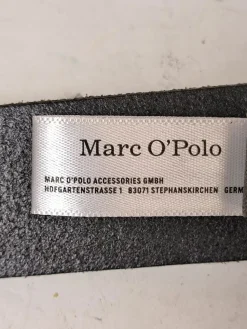 Marc O'Polo
MARC O'POLO ACCESSORIES GMBH
HOFGARTENSTRASSE 1 83071 STEPHANSKIRCHEN GERM